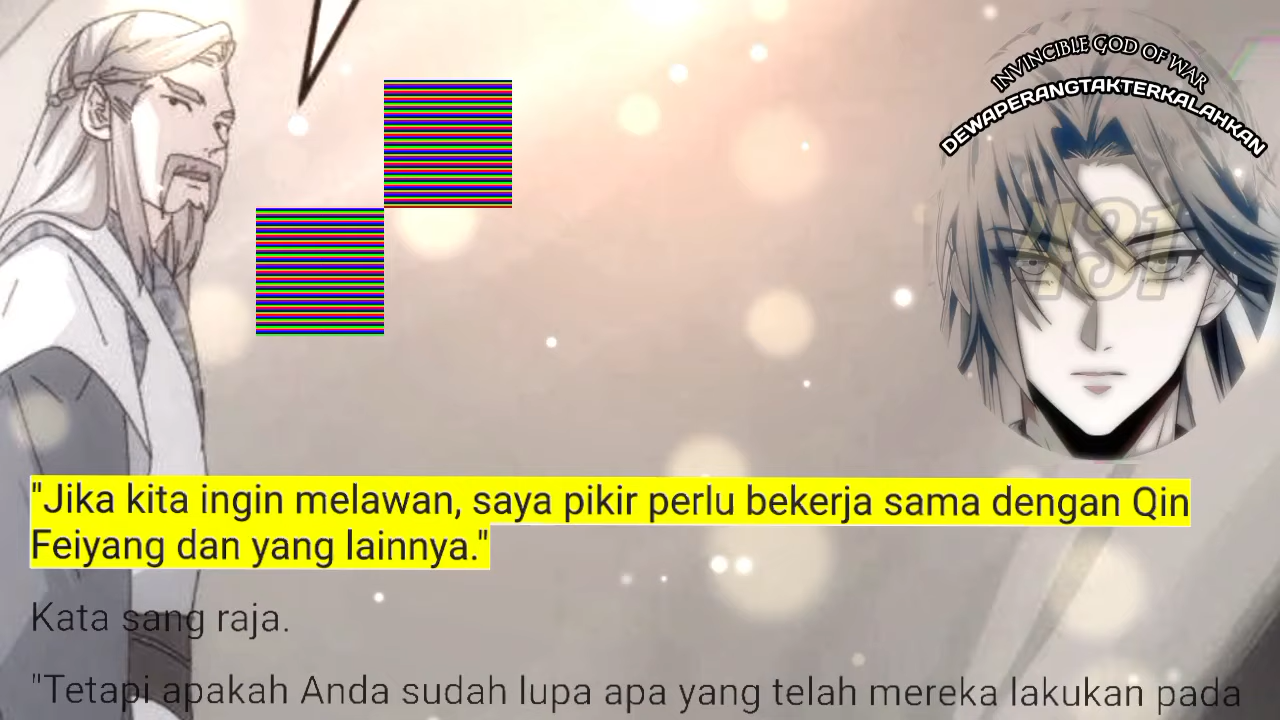 INVINCIBLE GOD OF WAR
DEWAPERANGTAKTERKALAHKAN
431
"Jika kita ingin melawan, saya pikir perlu bekerja sama dengan Qin
Feiyang dan yang lainnya."
Kata sang raja.
"Tetapi apakah Anda sudah lupa apa yang telah mereka lakukan pada